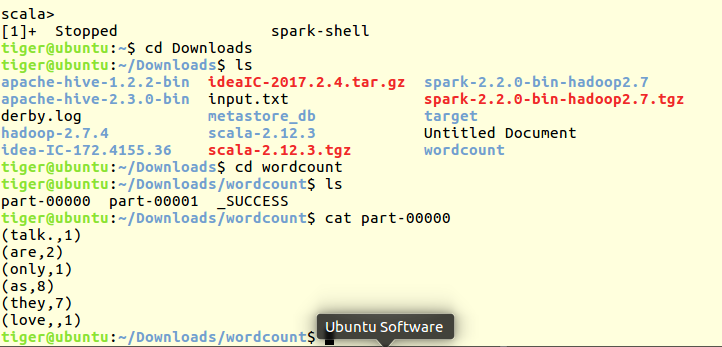 scala>
[1]+  Stopped                 spark-shell
tiger@ubuntu:~$ cd Downloads
tiger@ubuntu:~/Downloads$ ls
apache-hive-1.2.2-bin  ideaIC-2017.2.4.tar.gz  spark-2.2.0-bin-hadoop2.7
apache-hive-2.3.0-bin  input.txt               spark-2.2.0-bin-hadoop2.7.tgz
derby.log              metastore_db            target
hadoop-2.7.4           scala-2.12.3            Untitled Document
idea-IC-172.4155.36    scala-2.12.3.tgz        wordcount
tiger@ubuntu:~/Downloads$ cd wordcount
tiger@ubuntu:~/Downloads/wordcount$ ls
part-00000  part-00001  _SUCCESS
tiger@ubuntu:~/Downloads/wordcount$ cat part-00000
(talk.,1)
(are,2)
(only,1)
(as,8)
(they,7)
(love,,1)
tiger@ubuntu:~/Downloads/wordcount$
Ubuntu Software